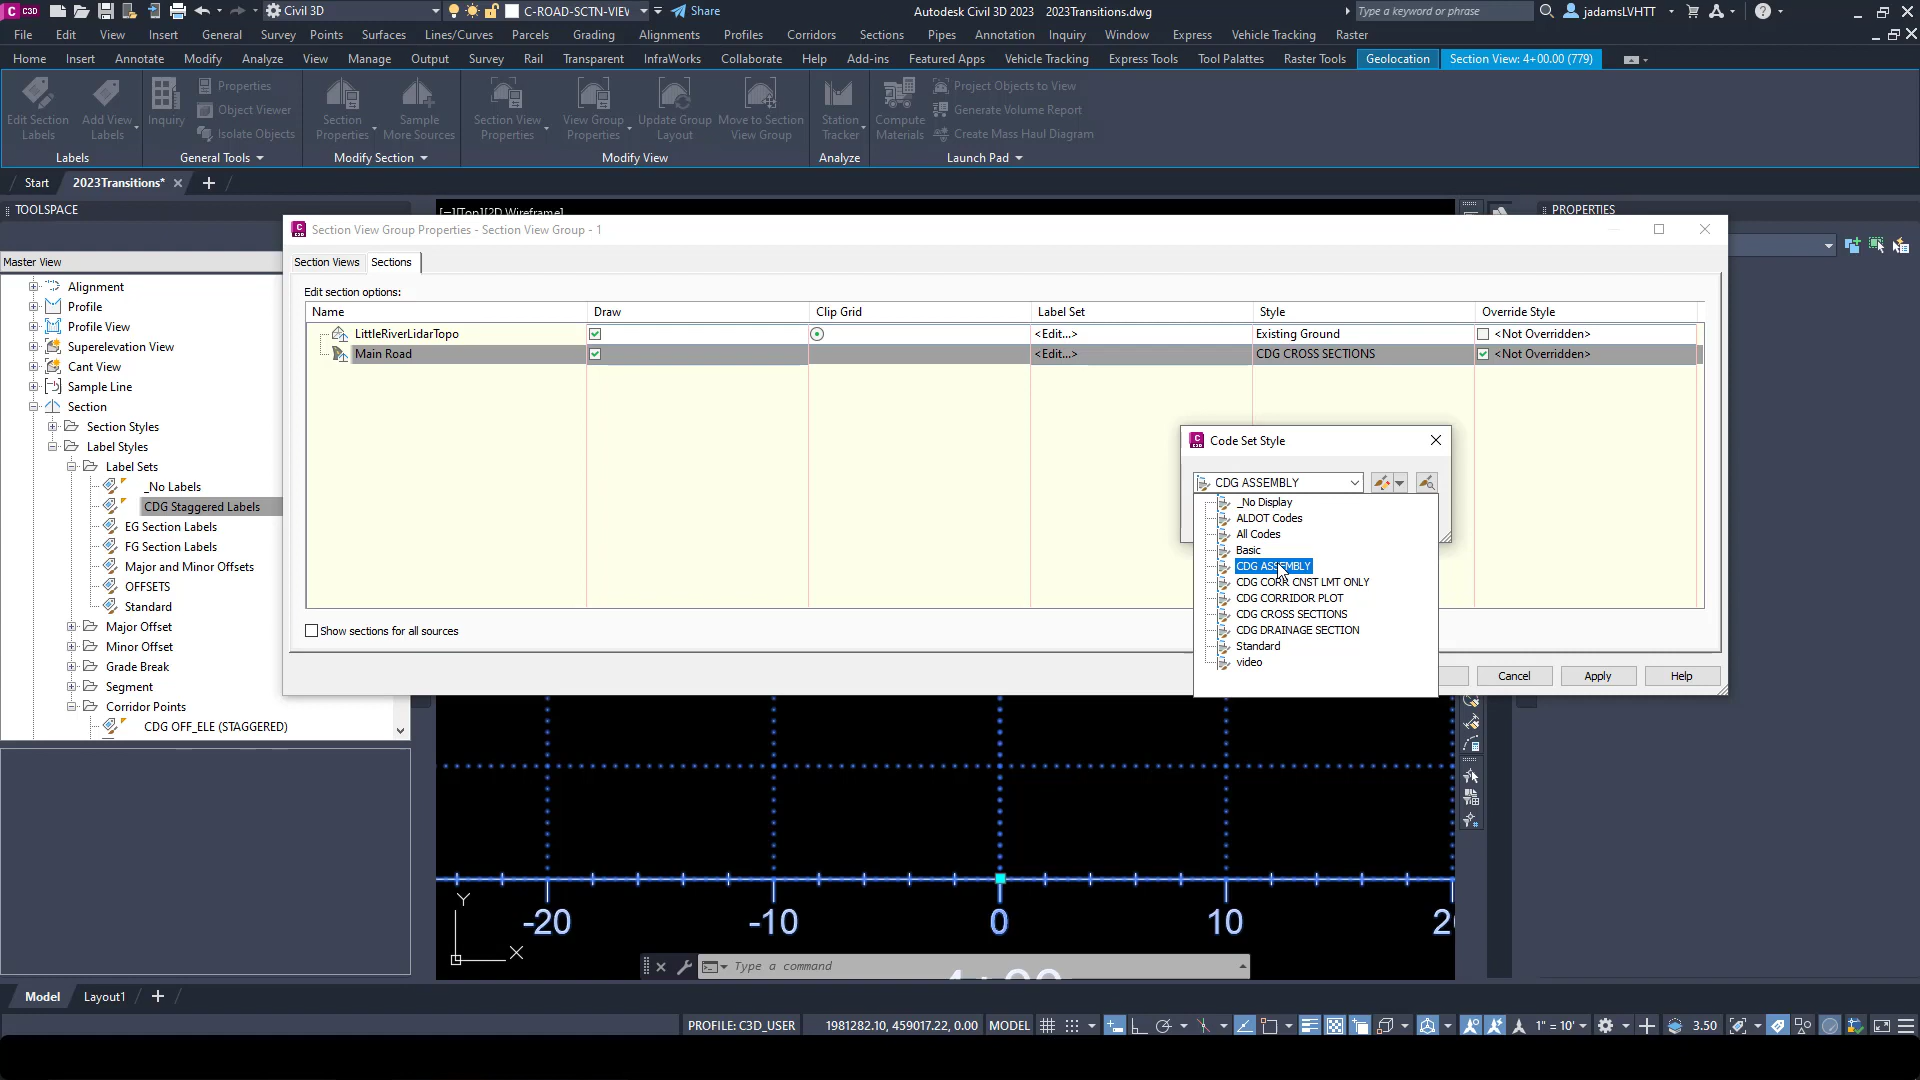 C3D
Civil 3D
C-ROAD-SCTN-VIEW
Share
Autodesk Civil 3D 2023 2023Transitions.dwg
Type a keyword or phrase
jadamsLVHTT
File Edit View Insert General Survey Points Surfaces Lines/Curves Parcels Grading Alignments Profiles Corridors Sections Pipes Annotation Inquiry Window Express Vehicle Tracking Raster
Home Insert Annotate Modify Analyze View Manage Output Survey Rail Transparent InfraWorks Collaborate Help Add-ins Featured Apps Vehicle Tracking Express Tools Tool Palettes Raster Tools Geolocation Section View: 4+00.00 (779)
Edit Section Labels
Add View Labels
Inquiry
Properties
Object Viewer
Isolate Objects
Section Properties
Sample More Sources
Section View Properties
View Group Properties
Update Group Layout
Move to Section View Group
Station Tracker
Compute Materials
Project Objects to View
Generate Volume Report
Create Mass Haul Diagram
Labels General Tools Modify Section Modify View Analyze Launch Pad
Start 2023Transitions*
TOOLSPACE
[−][Top][2D Wireframe]
PROPERTIES
Master View
Alignment
Profile
Profile View
Superelevation View
Cant View
Sample Line
Section
Section Styles
Label Styles
Label Sets
_No Labels
CDG Staggered Labels
EG Section Labels
FG Section Labels
Major and Minor Offsets
OFFSETS
Standard
Major Offset
Minor Offset
Grade Break
Segment
Corridor Points
CDG OFF_ELE (STAGGERED)
Section View Group Properties - Section View Group - 1
Section Views Sections
Edit section options:
Name Draw Clip Grid Label Set Style Override Style
LittleRiverLidarTopo <Edit...> Existing Ground <Not Overridden>
Main Road <Edit...> CDG CROSS SECTIONS <Not Overridden>
Show sections for all sources
Cancel Apply Help
Code Set Style
CDG ASSEMBLY
_No Display
ALDOT Codes
All Codes
Basic
CDG ASSEMBLY
CDG CORR CNST LMT ONLY
CDG CORRIDOR PLOT
CDG CROSS SECTIONS
CDG DRAINAGE SECTION
Standard
video
Y
X
-20 -10 0 10 2
Type a command
4+00
Model Layout1
PROFILE: C3D_USER 1981282.10, 459017.22, 0.00 MODEL 1" = 10' 3.50